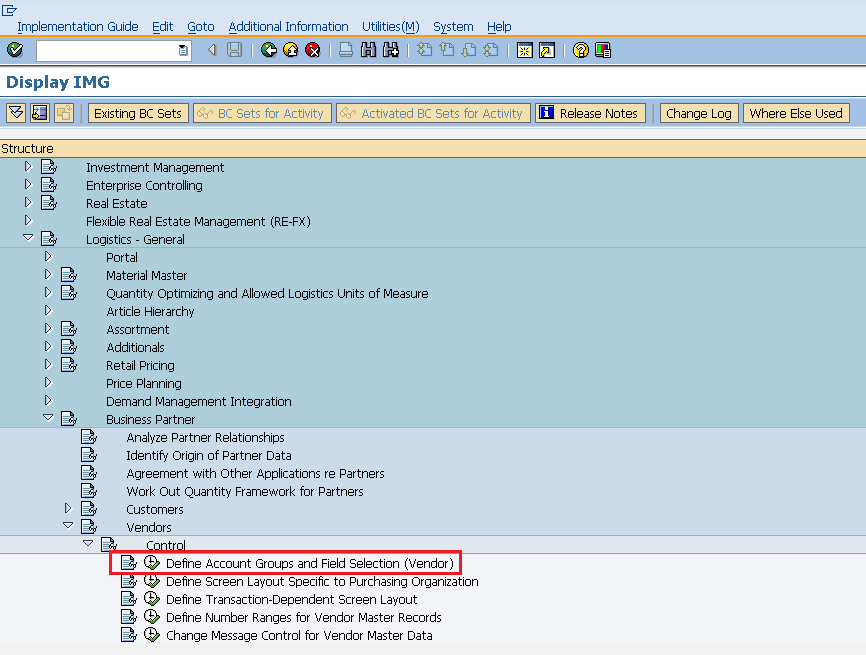 Implementation Guide Edit Goto Additional Information Utilities(M) System Help
Display IMG
Existing BC Sets BC Sets for Activity Activated BC Sets for Activity Release Notes Change Log Where Else Used
Structure
Investment Management
Enterprise Controlling
Real Estate
Flexible Real Estate Management (RE-FX)
Logistics - General
Portal
Material Master
Quantity Optimizing and Allowed Logistics Units of Measure
Article Hierarchy
Assortment
Additionals
Retail Pricing
Price Planning
Demand Management Integration
Business Partner
Analyze Partner Relationships
Identify Origin of Partner Data
Agreement with Other Applications re Partners
Work Out Quantity Framework for Partners
Customers
Vendors
Control
Define Account Groups and Field Selection (Vendor)
Define Screen Layout Specific to Purchasing Organization
Define Transaction-Dependent Screen Layout
Define Number Ranges for Vendor Master Records
Change Message Control for Vendor Master Data